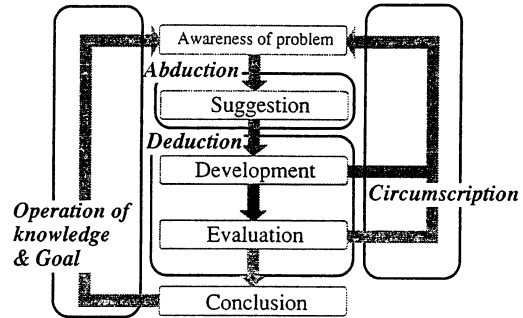 Awareness of problem
Abduction
Suggestion
Deduction
Development
Circumscription
Operation of
knowledge
& Goal
Evaluation
Conclusion